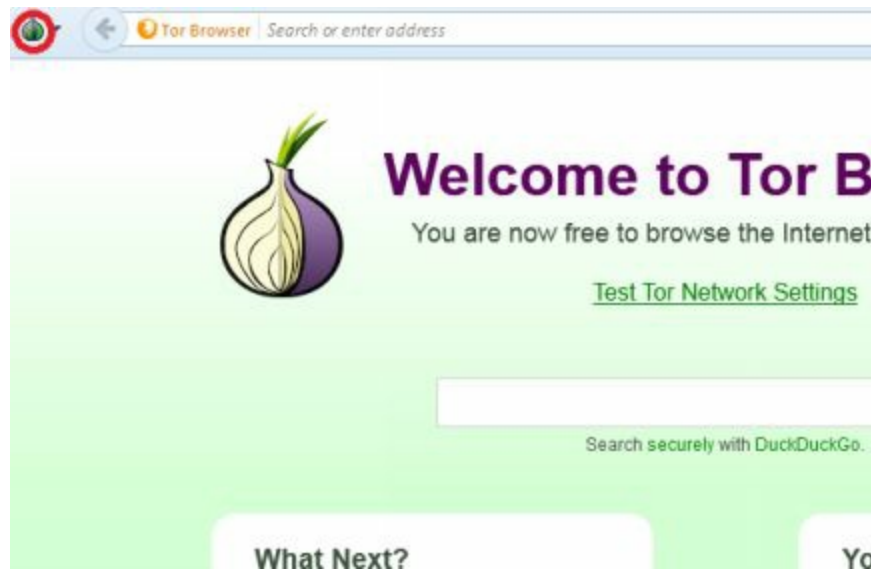 Tor Browser Search or enter address
Welcome to Tor B
You are now free to browse the Internet
Test Tor Network Settings
Search securely with DuckDuckGo.
What Next?
Yo